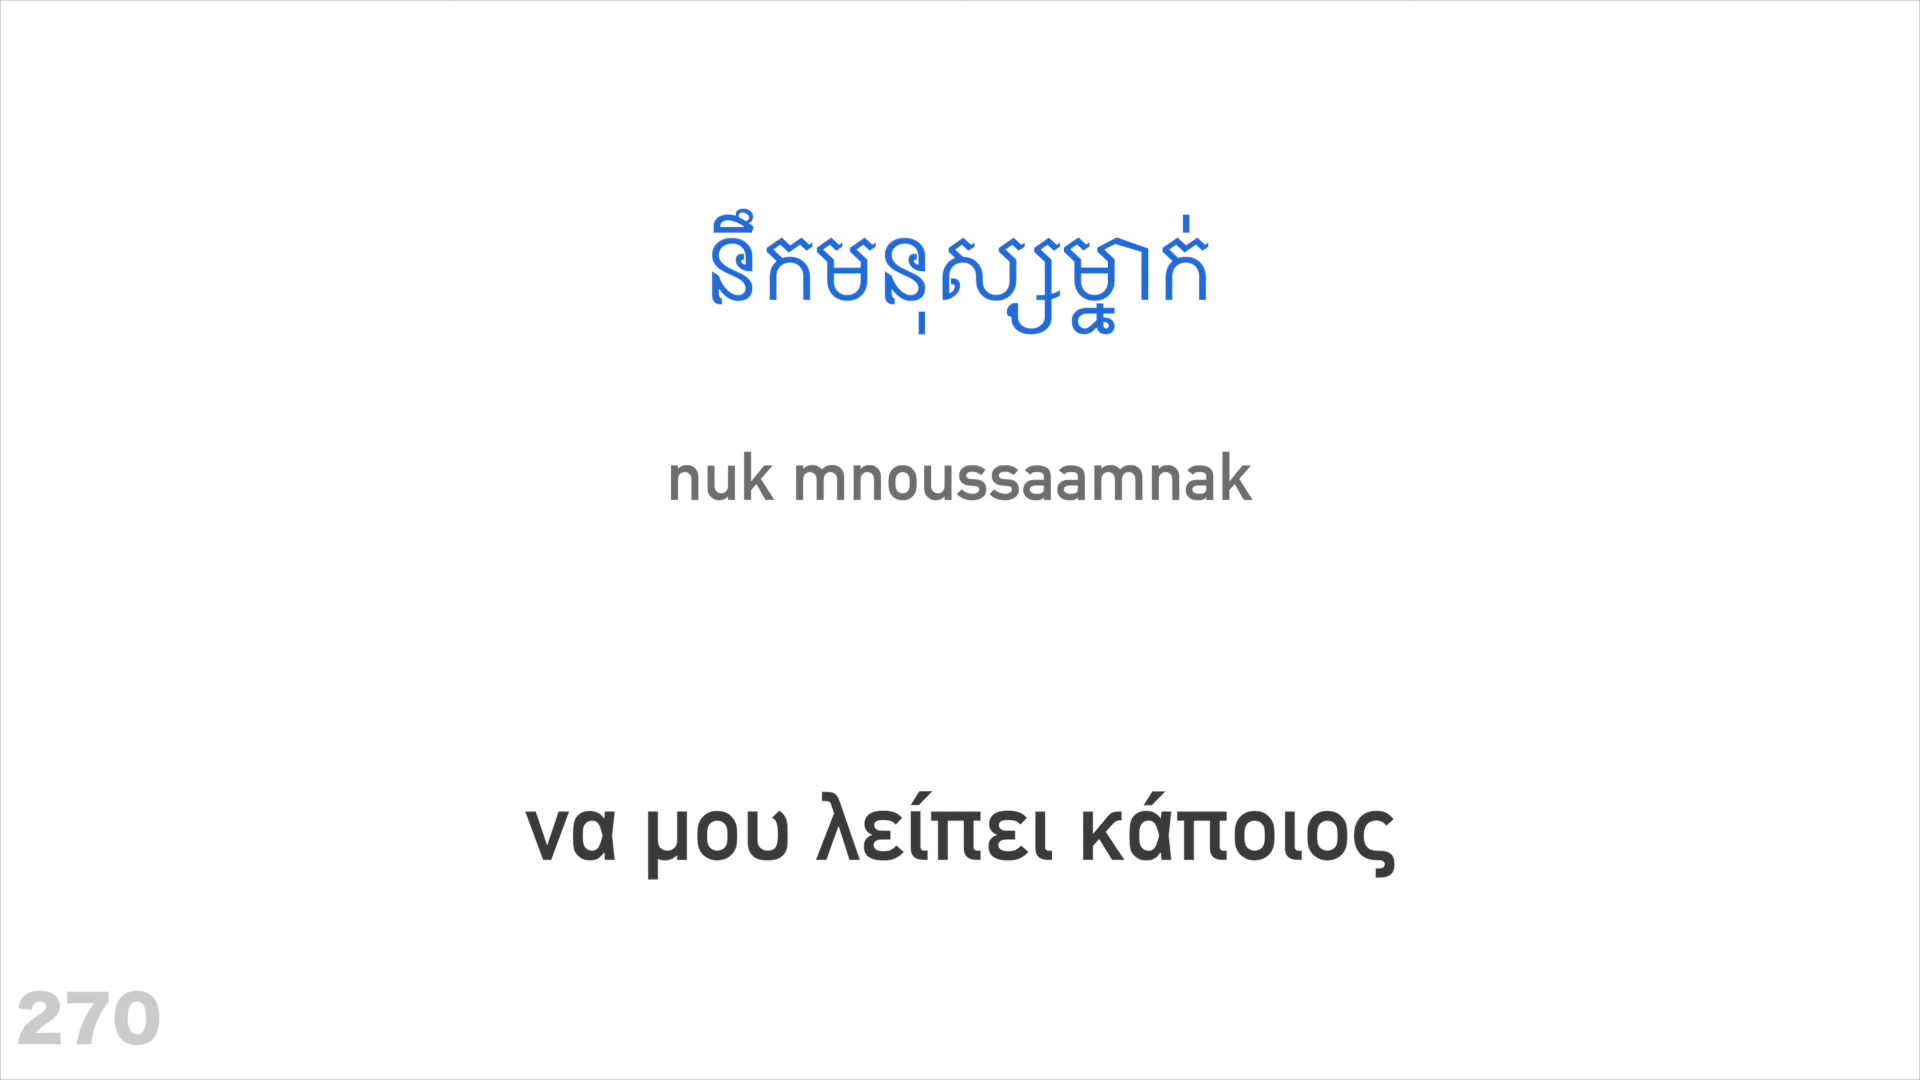 នឹកមនុស្សម្នាក់
nuk mnoussaamnak
να μου λείπει κάποιος
270